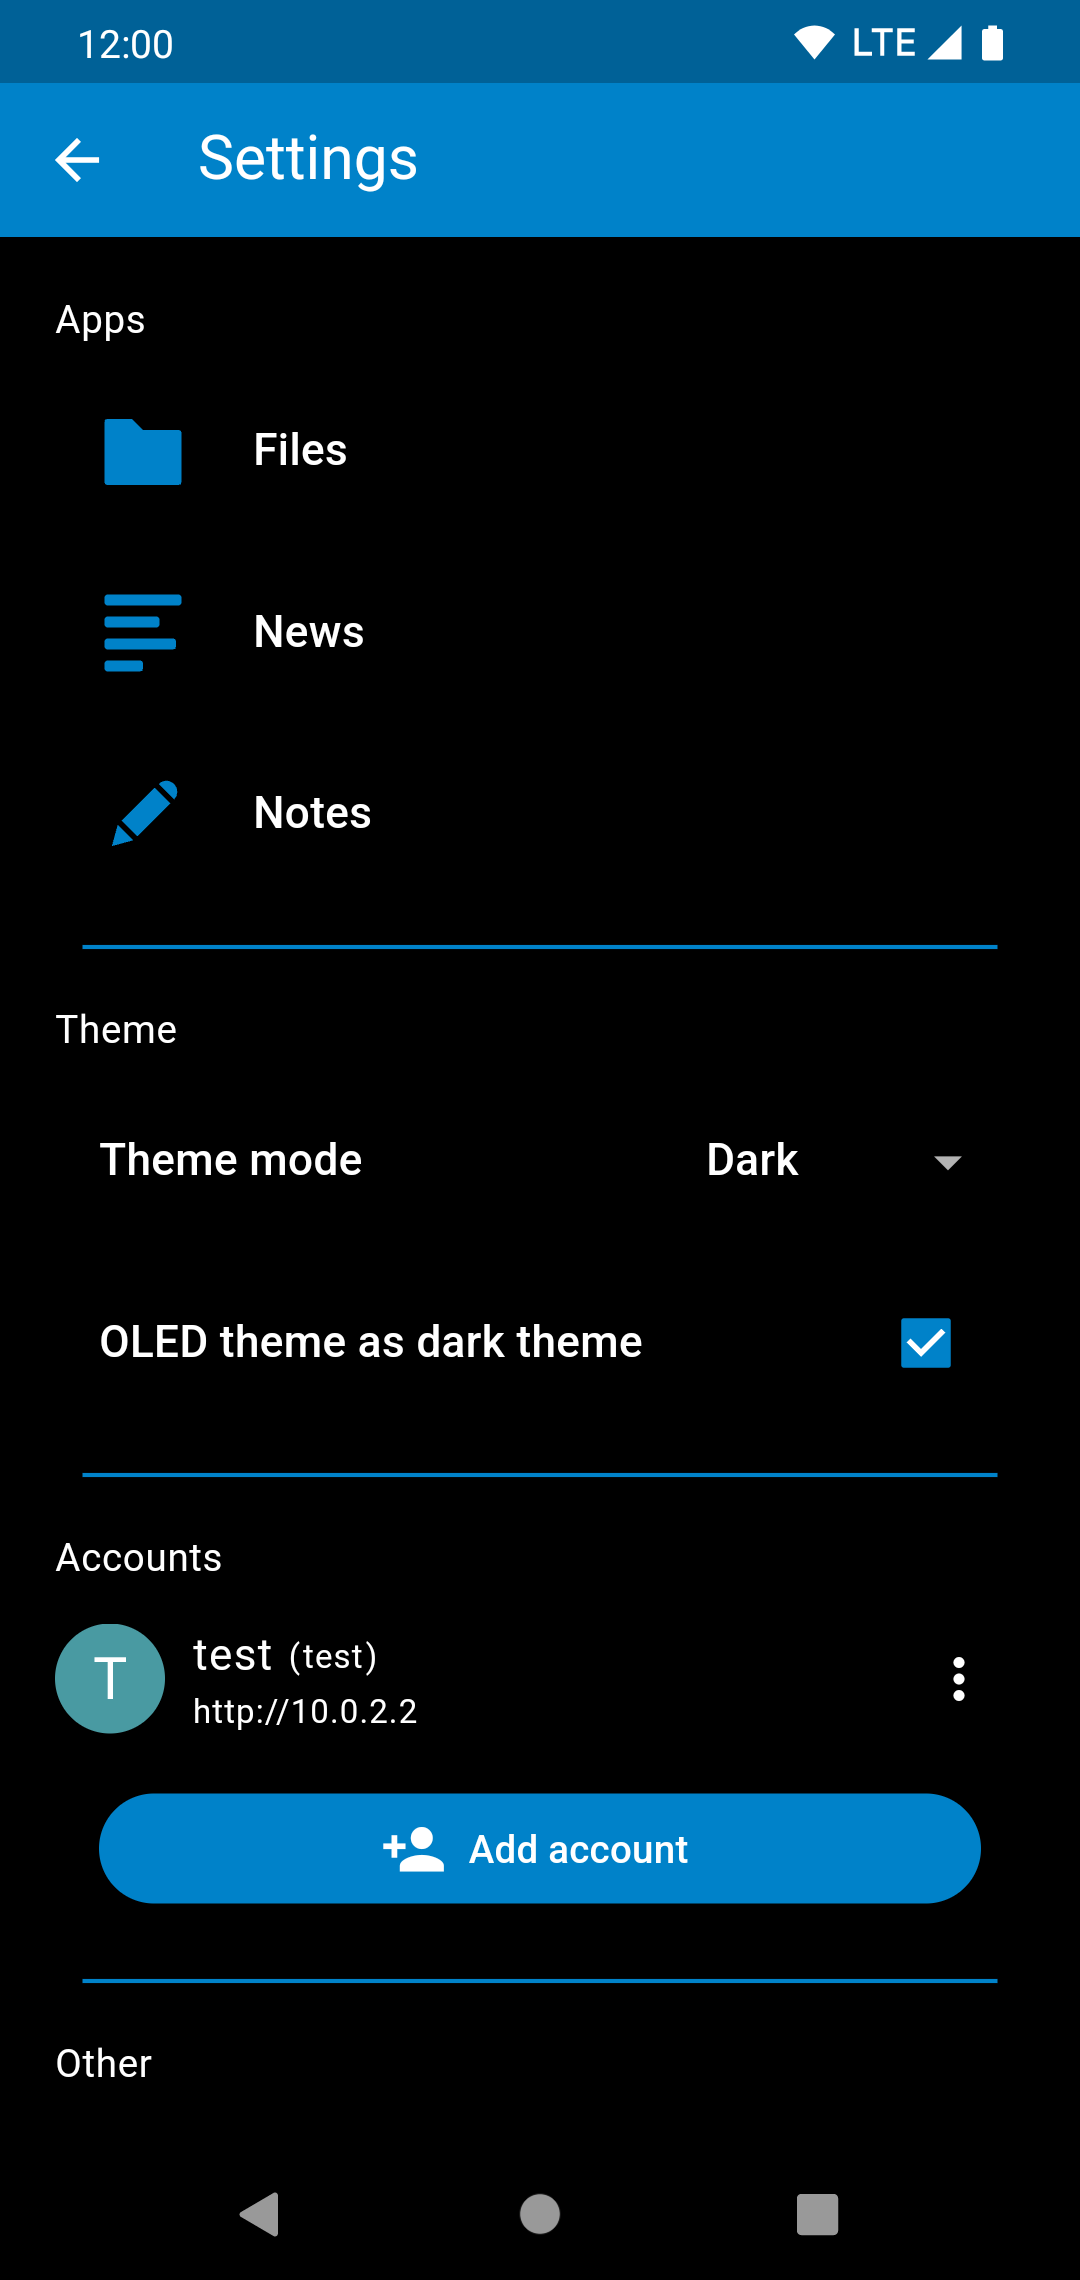 12:00 LTE
Settings
Apps
Files
News
Notes
Theme
Theme mode Dark
OLED theme as dark theme
Accounts
T
test (test)
http://10.0.2.2
Add account
Other